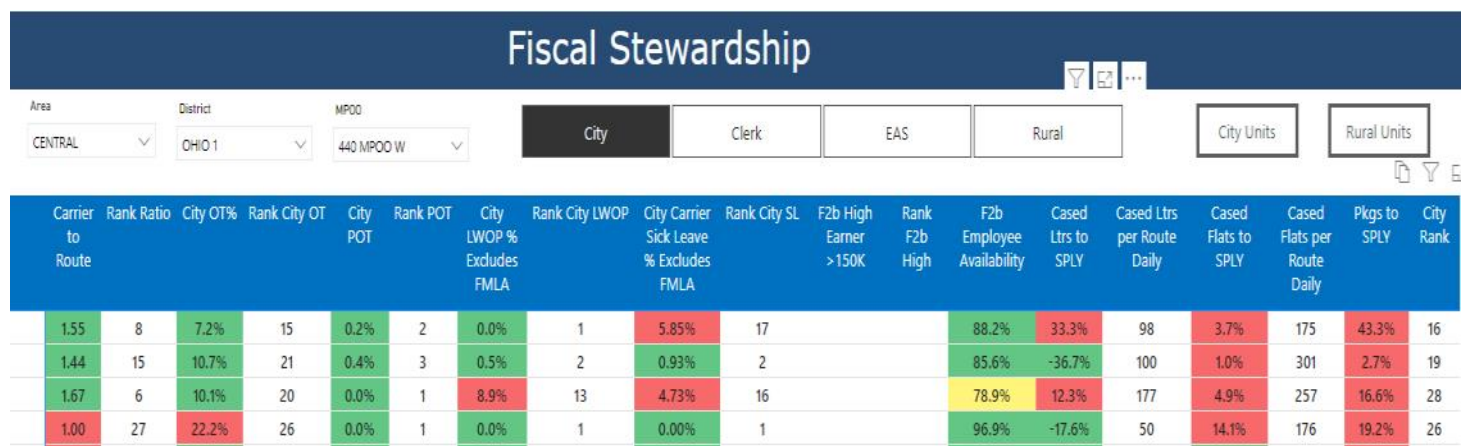 Fiscal Stewardship
Area District MPOO
CENTRAL OHIO 1 440 MPOO W City Clerk EAS Rural City Units Rural Units
Carrier to Route Rank Ratio City OT% Rank City OT City POT Rank POT City LWOP % Excludes FMLA Rank City LWOP City Carrier Sick Leave % Excludes FMLA Rank City SL F2b High Earner >150K Rank F2b High F2b Employee Availability Cased Ltrs to SPLY Cased Ltrs per Route Daily Cased Flats to SPLY Cased Flats per Route Daily Pkgs to SPLY City Rank
1.55 8 7.2% 15 0.2% 2 0.0% 1 5.85% 17 88.2% 33.3% 98 3.7% 175 43.3% 16
1.44 15 10.7% 21 0.4% 3 0.5% 2 0.93% 2 85.6% -36.7% 100 1.0% 301 2.7% 19
1.67 6 10.1% 20 0.0% 1 8.9% 13 4.73% 16 78.9% 12.3% 177 4.9% 257 16.6% 28
1.00 27 22.2% 26 0.0% 1 0.0% 1 0.00% 1 96.9% -17.6% 50 14.1% 176 19.2% 26